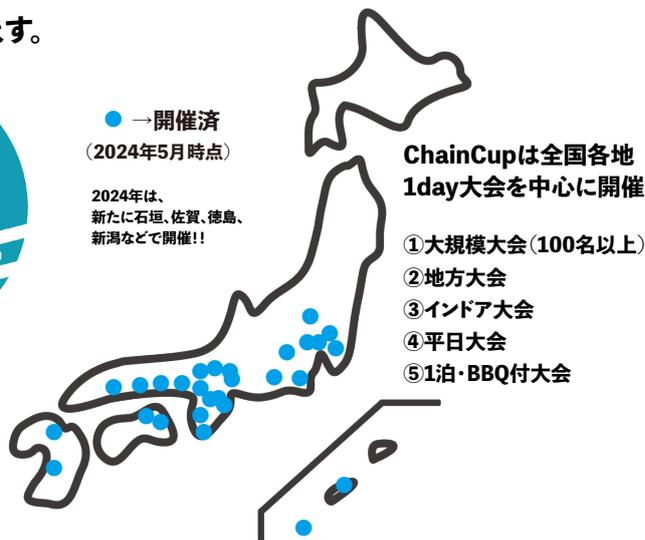 す。
→開催済
（2024年5月時点）
2024年は、
新たに石垣、佐賀、徳島、
新潟などで開催!!
ChainCupは全国各地
1day大会を中心に開催
①大規模大会（100名以上）
②地方大会
③インドア大会
④平日大会
⑤1泊・BBQ付大会